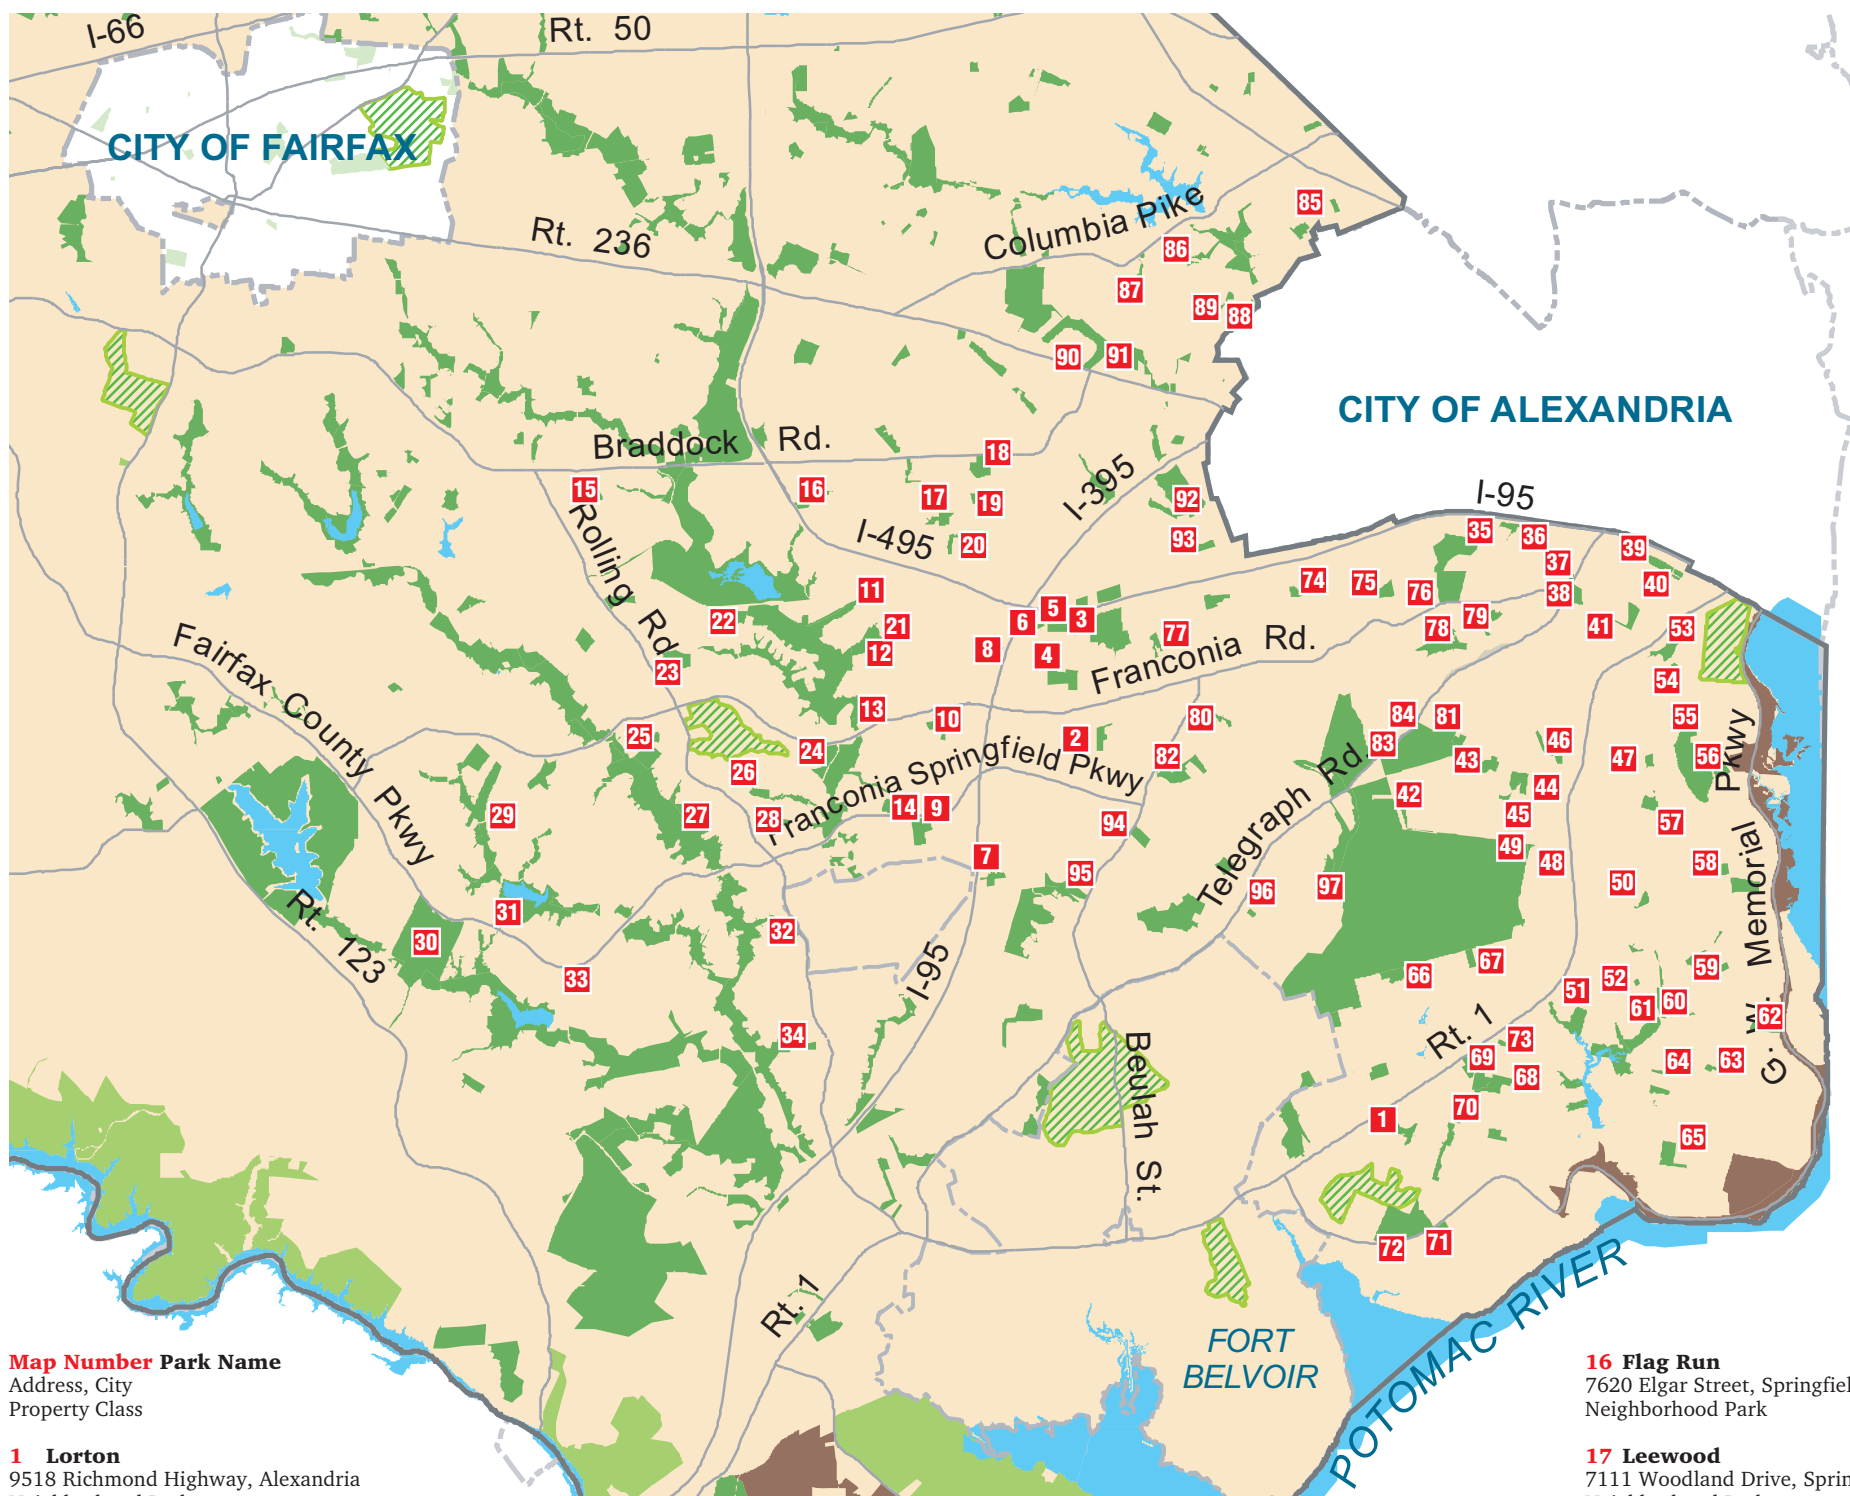 I-66
Rt. 50
CITY OF FAIRFAX
Rt. 236
Columbia Pike
85
86
87
89
88
90
91
CITY OF ALEXANDRIA
Braddock Rd.
18
I-395
15
16
17
19
92
I-95
Rolling Rd
I-495
20
93
35
36
39
37
11
5
74
75
76
38
40
22
21
6
3
77
78
79
41
53
Fairfax County Pkwy
12
8
4
Franconia Rd.
23
54
13
10
80
84
81
55
25
24
2
82
83
46
47
56
G. W. Memorial Pkwy
26
Franconia Springfield Pkwy
43
29
27
28
14
9
94
Telegraph Rd.
42
44
45
57
7
49
48
58
95
96
97
50
31
Rt. 123
30
32
I-95
33
66
67
51
52
59
61
60
62
34
Beulah St.
Rt. 1
73
69
68
64
63
1
70
65
72
71
Rt. 1
FORT
BELVOIR
POTOMAC RIVER
Map Number Park Name
Address, City
Property Class
1 Lorton
9518 Richmond Highway, Alexandria
16 Flag Run
7620 Elgar Street, Springfiel
Neighborhood Park
17 Leewood
7111 Woodland Drive, Sprin